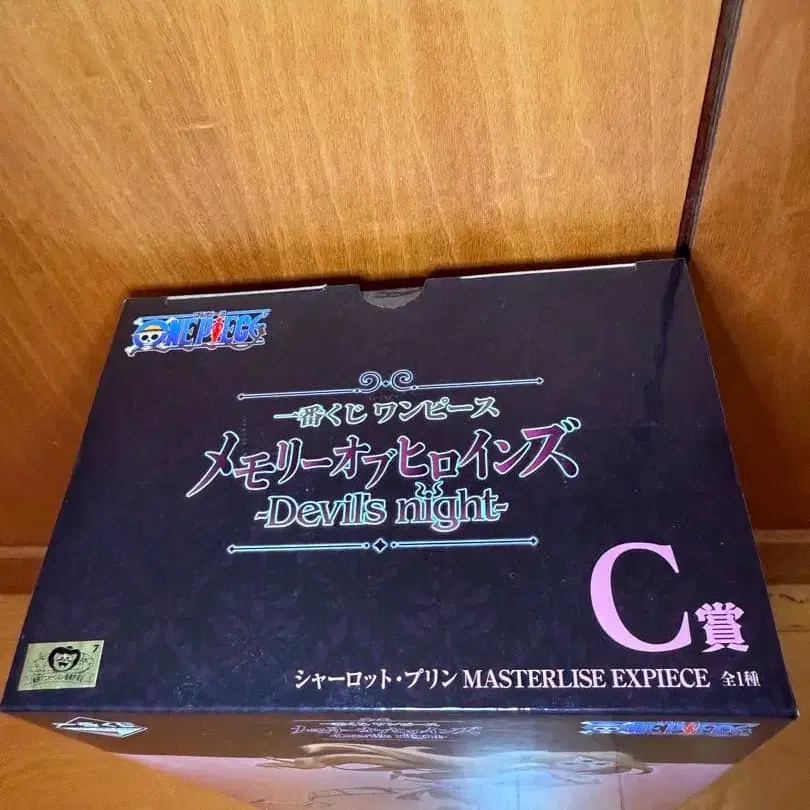 ONE PIECE
一番くじ ワンピース
メモリーオブヒロインズ
-Devil's night-
C賞
7
シャーロット・プリン MASTERLISE EXPIECE 全1種